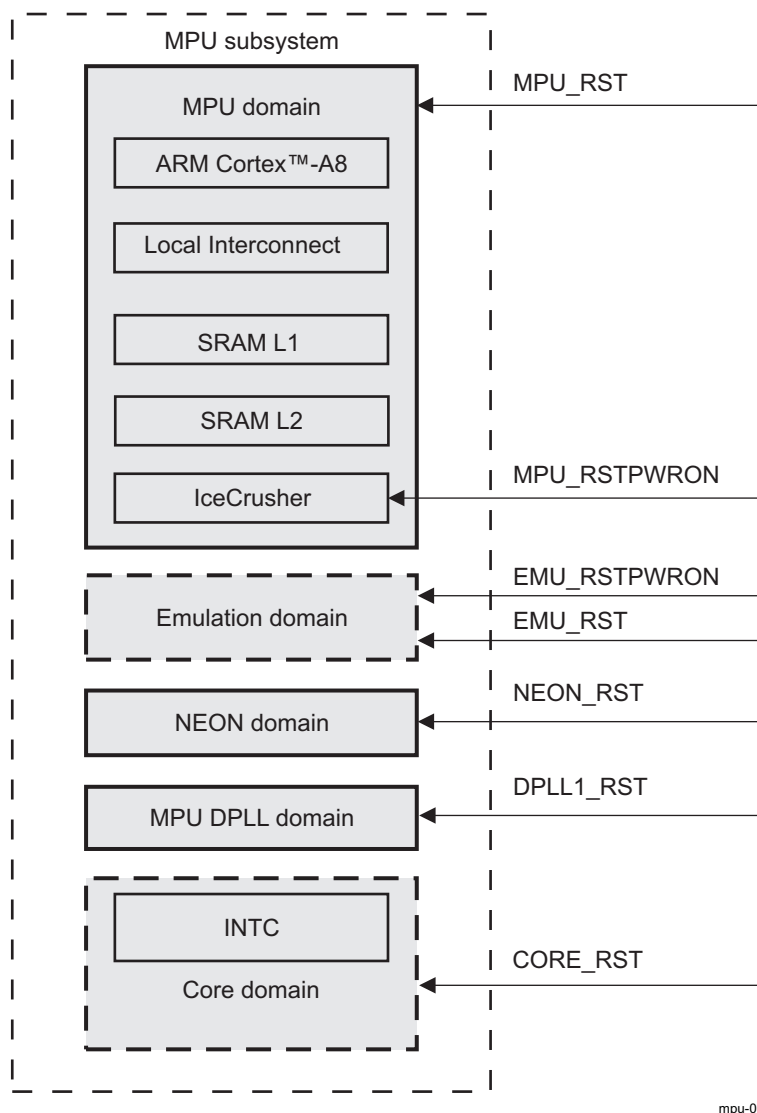 MPU subsystem
MPU domain
MPU_RST
ARM Cortex™-A8
Local Interconnect
SRAM L1
SRAM L2
MPU_RSTPWRON
IceCrusher
EMU_RSTPWRON
Emulation domain
EMU_RST
NEON_RST
NEON domain
DPLL1_RST
MPU DPLL domain
INTC
CORE_RST
Core domain
mpu-0